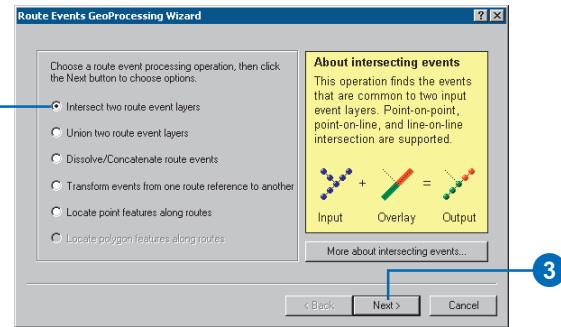 Route Events GeoProcessing Wizard
Choose a route event processing operation, then click
the Next button to choose options.
Intersect two route event layers
Union two route event layers
Dissolve/Concatenate route events
Transform events from one route reference to another
Locate point features along routes
Locate polygon features along routes
About intersecting events
This operation finds the events
that are common to two input
event layers. Point-on-point,
point-on-line, and line-on-line
intersection are supported.
+ =
Input Overlay Output
More about intersecting events...
3
< Back Next > Cancel